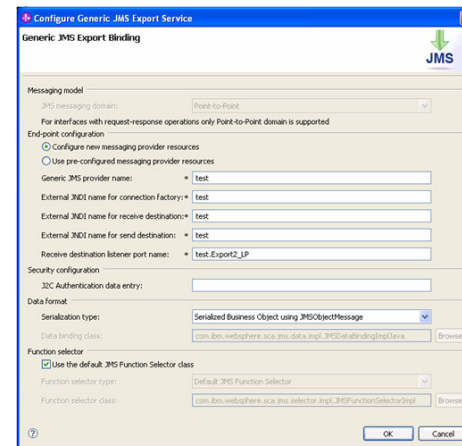 Configure Generic JMS Export Service
Generic JMS Export Binding
JMS
Messaging model
JMS messaging domain: Point-to-Point
For interfaces with request-response operations only Point-to-Point domain is supported
End-point configuration
Configure new messaging provider resources
Use pre-configured messaging provider resources
Generic JMS provider name: * test
External JNDI name for connection factory:* test
External JNDI name for receive destination:* test
External JNDI name for send destination: * test
Receive destination listener port name: * test.Export2_LP
Security configuration
J2C Authentication data entry:
Data format
Serialization type: Serialized Business Object using JMSObjectMessage
Data binding class: com.ibm.websphere.sca.jms.data.impl.JMSDataBindingImplJava Browse
Function selector
Use the default JMS Function Selector class
Function selector type: Default JMS Function Selector
Function selector class: com.ibm.websphere.sca.jms.selector.impl.JMSFunctionSelectorImpl Browse
? OK Cancel